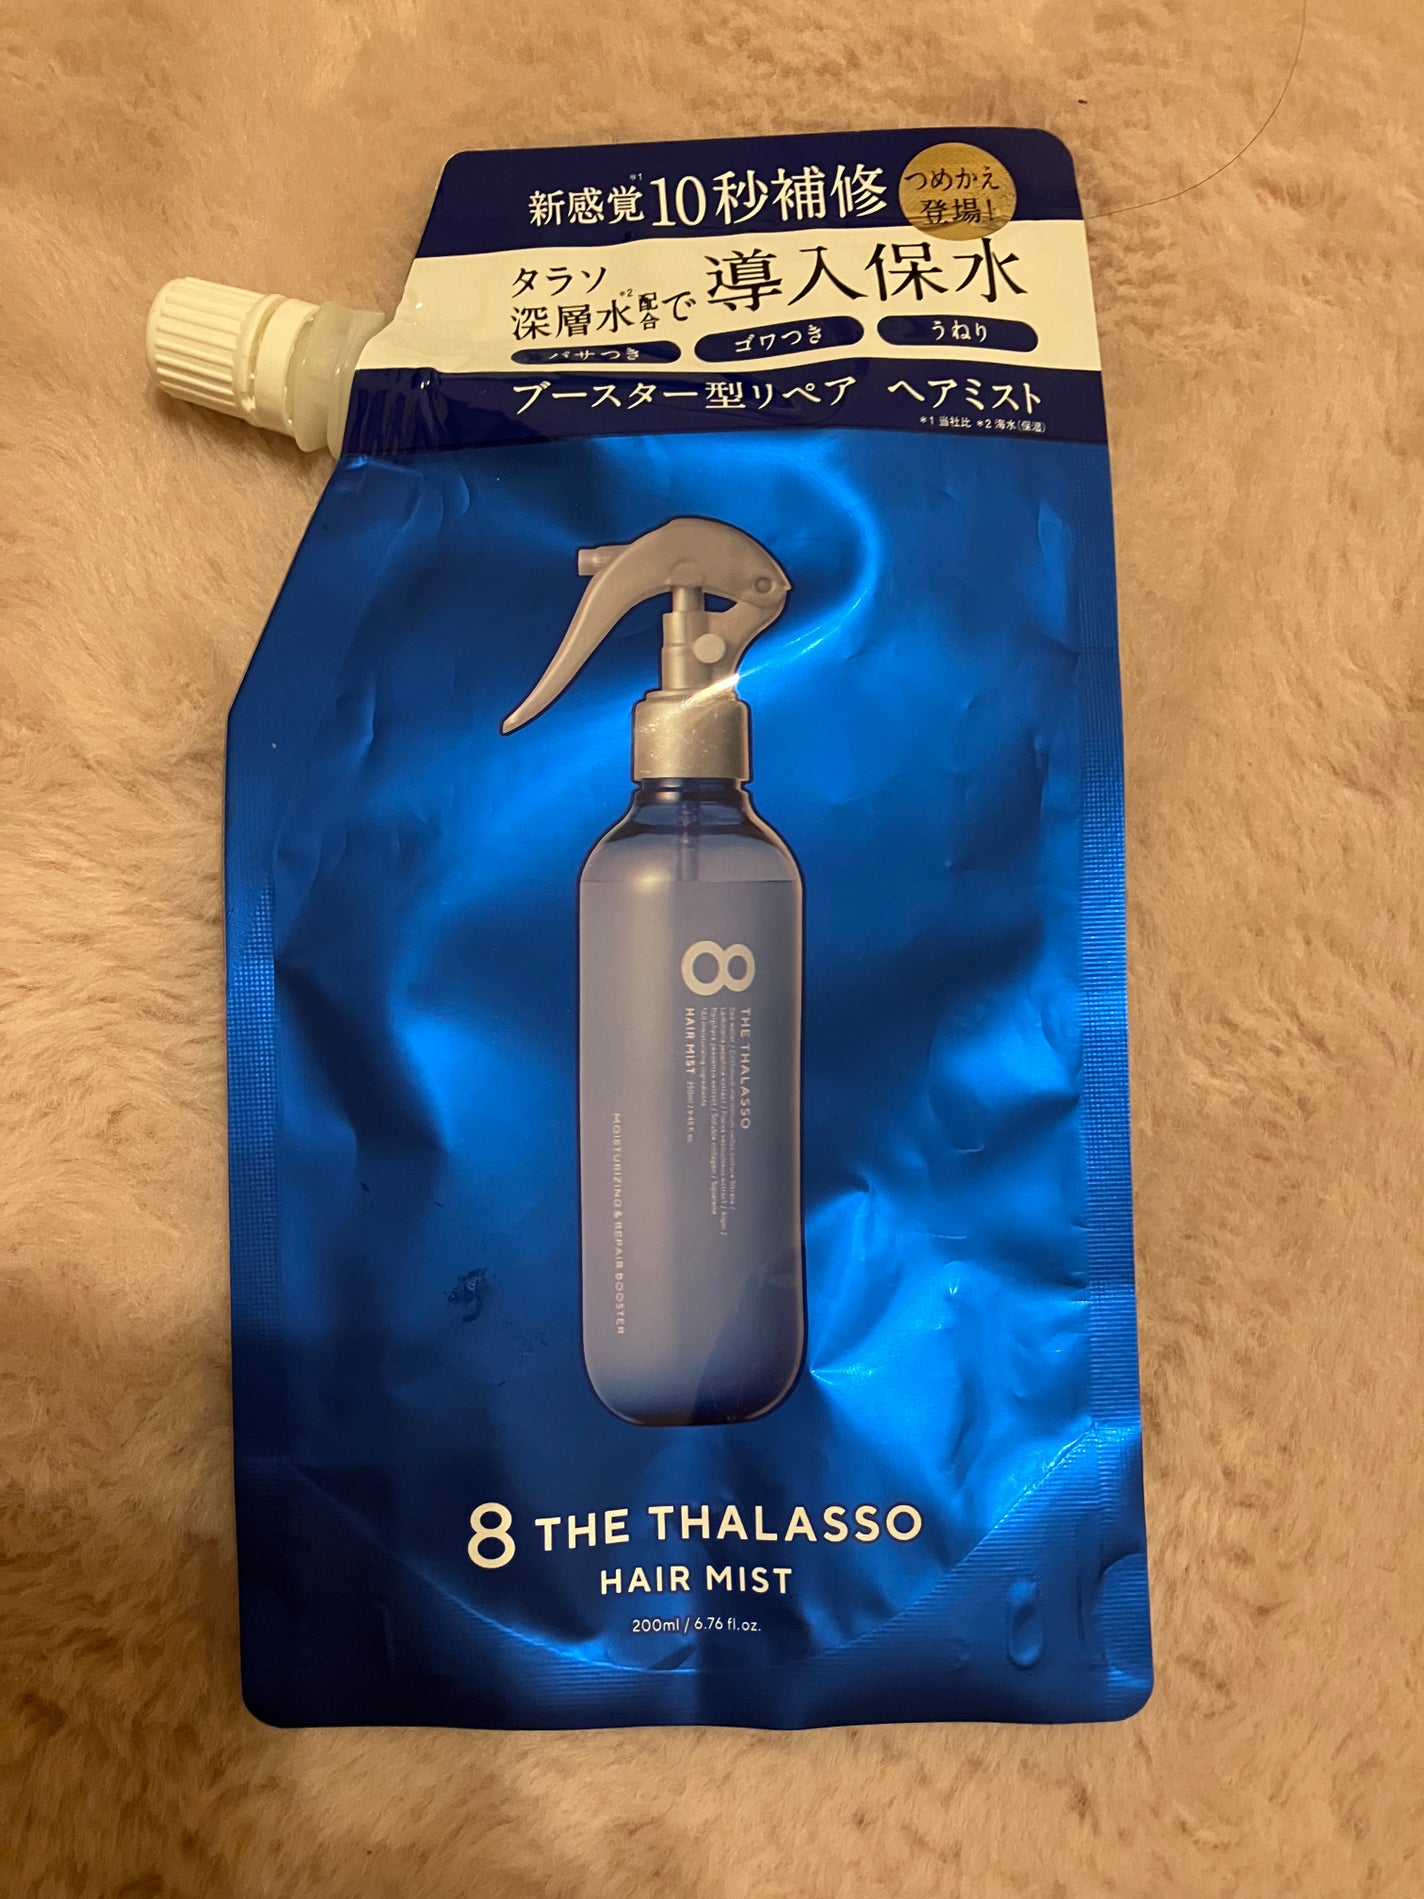 新感覚*1 10秒補修
つめかえ
登場!
タラソ
深層水*2配合で
導入保水
パサつき
ゴワつき
うねり
ブースター型リペア ヘアミスト
*1 当社比 *2 海水(保湿)
8
THE THALASSO
HAIR MIST
MOISTURIZING & REPAIR BOOSTER
8 THE THALASSO
HAIR MIST
200ml / 6.76 fl.oz.